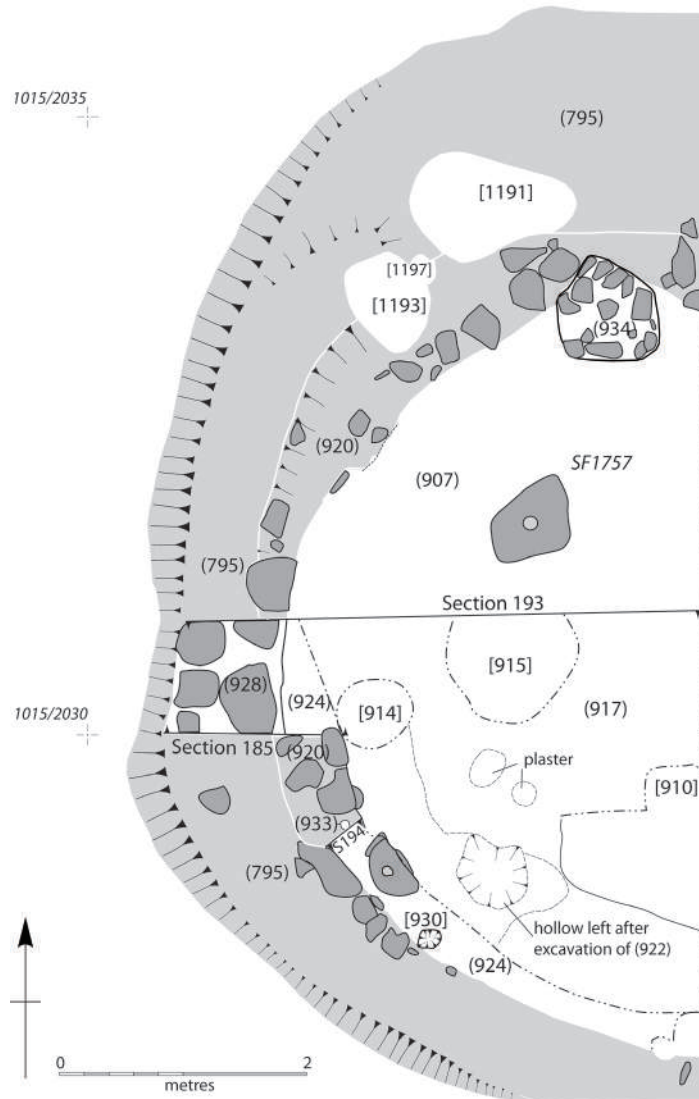 1015/2035
(795)
[1191]
[1197]
[1193]
(934)
(920)
(907)
SF1757
(795)
Section 193
[915]
(928)
(924)
[914]
(917)
1015/2030
Section 185
(920)
plaster
[910]
(933)
S194
(795)
[930]
hollow left after
excavation of (922)
(924)
0
2
metres